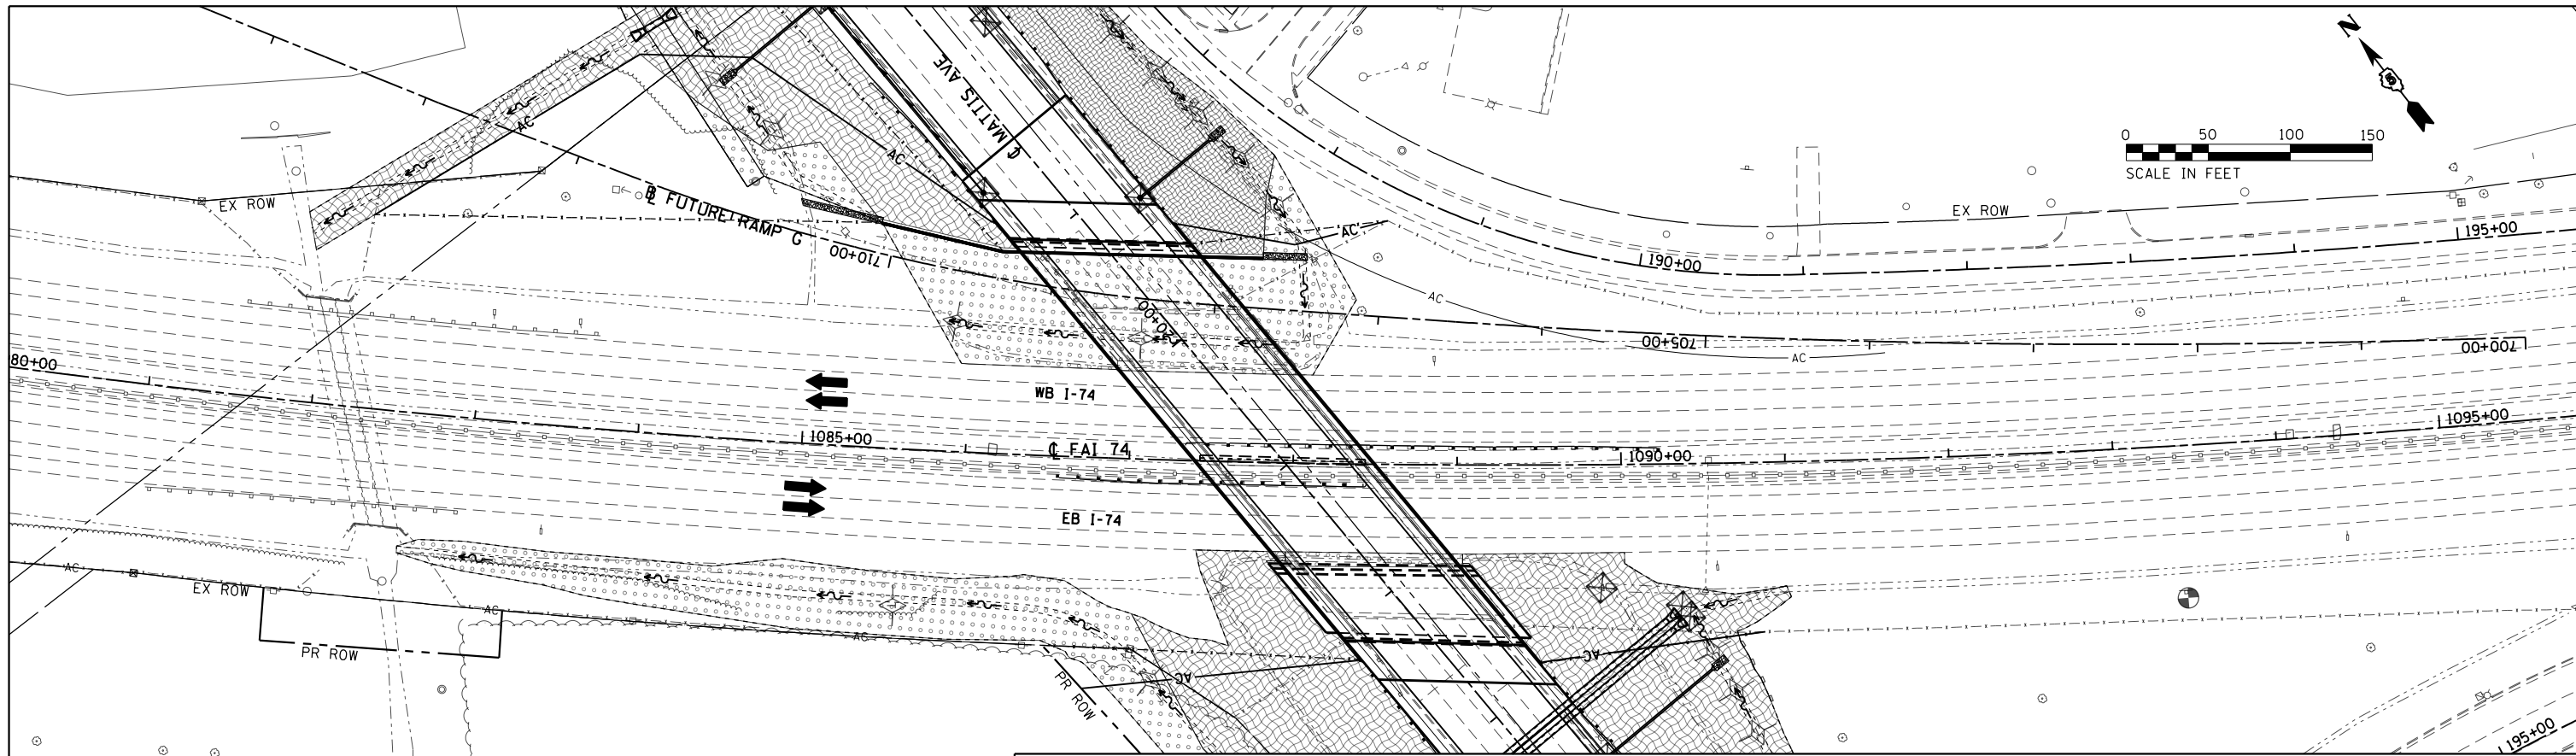 N
5
℄ MATTIS AVE
0 50 100 150
SCALE IN FEET
AC
AC
EX ROW
℄ FUTURE RAMP G
AC
EX ROW
195+00
710+00
190+00
AC
20+00
705+00
AC
700+00
80+00
WB I-74
1085+00
℄ FAI 74
1090+00
1095+00
EB I-74
AC
EX ROW
AC
AC
PR ROW
AC
AC
PR ROW
195+00